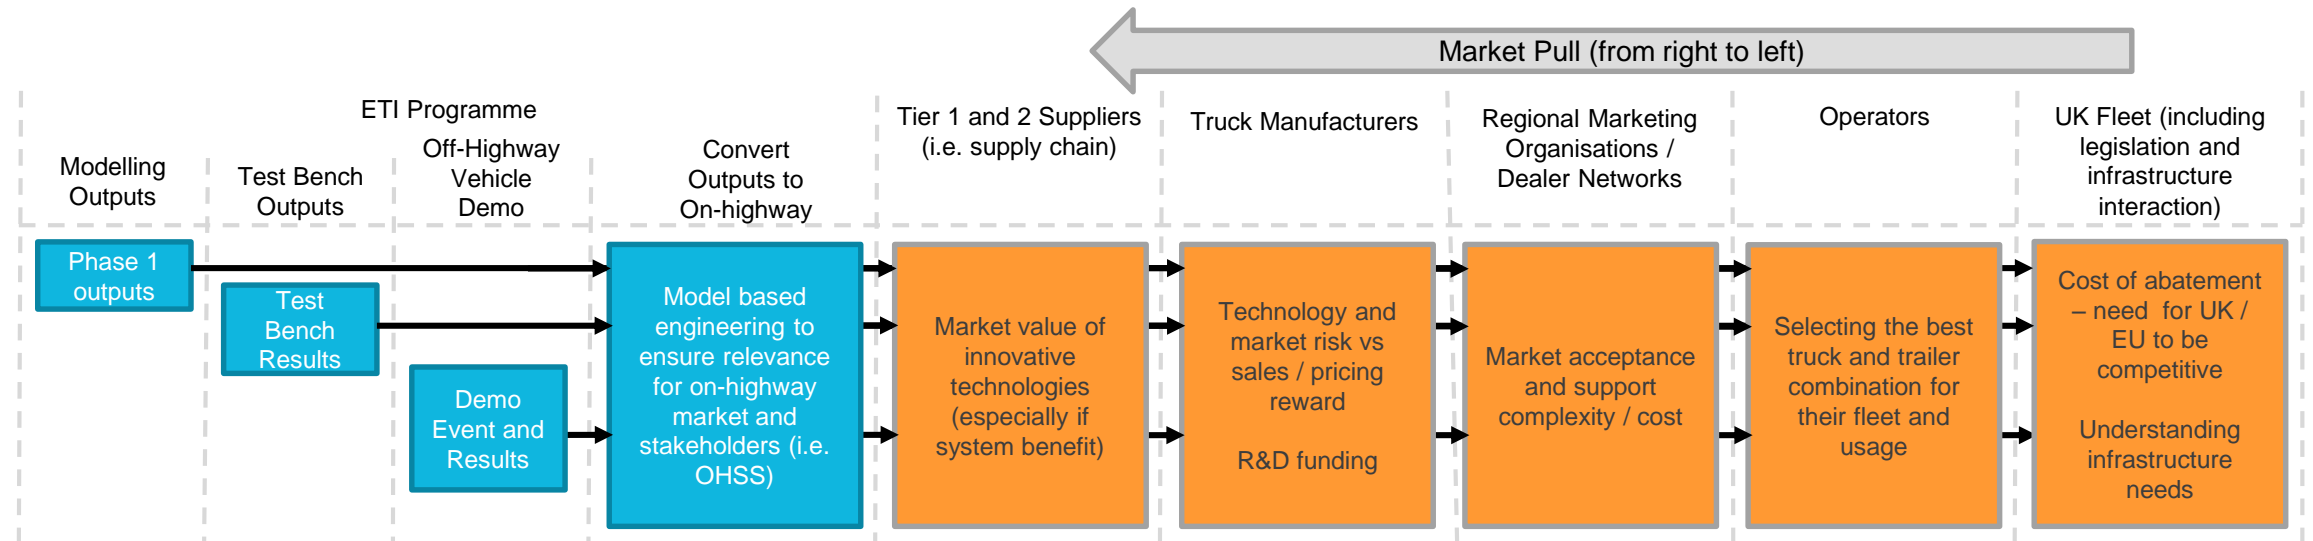 Market Pull (from right to left)
ETI Programme
Modelling
Outputs
Test Bench
Outputs
Off-Highway
Vehicle
Demo
Convert
Outputs to
On-highway
Tier 1 and 2 Suppliers
(i.e. supply chain)
Truck Manufacturers
Regional Marketing
Organisations /
Dealer Networks
Operators
UK Fleet (including
legislation and
infrastructure
interaction)
Phase 1
outputs
Test
Bench
Results
Demo
Event and
Results
Model based
engineering to
ensure relevance
for on-highway
market and
stakeholders (i.e.
OHSS)
Market value of
innovative
technologies
(especially if
system benefit)
Technology and
market risk vs
sales / pricing
reward
R&D funding
Market acceptance
and support
complexity / cost
Selecting the best
truck and trailer
combination for
their fleet and
usage
Cost of abatement
– need for UK /
EU to be
competitive
Understanding
infrastructure
needs